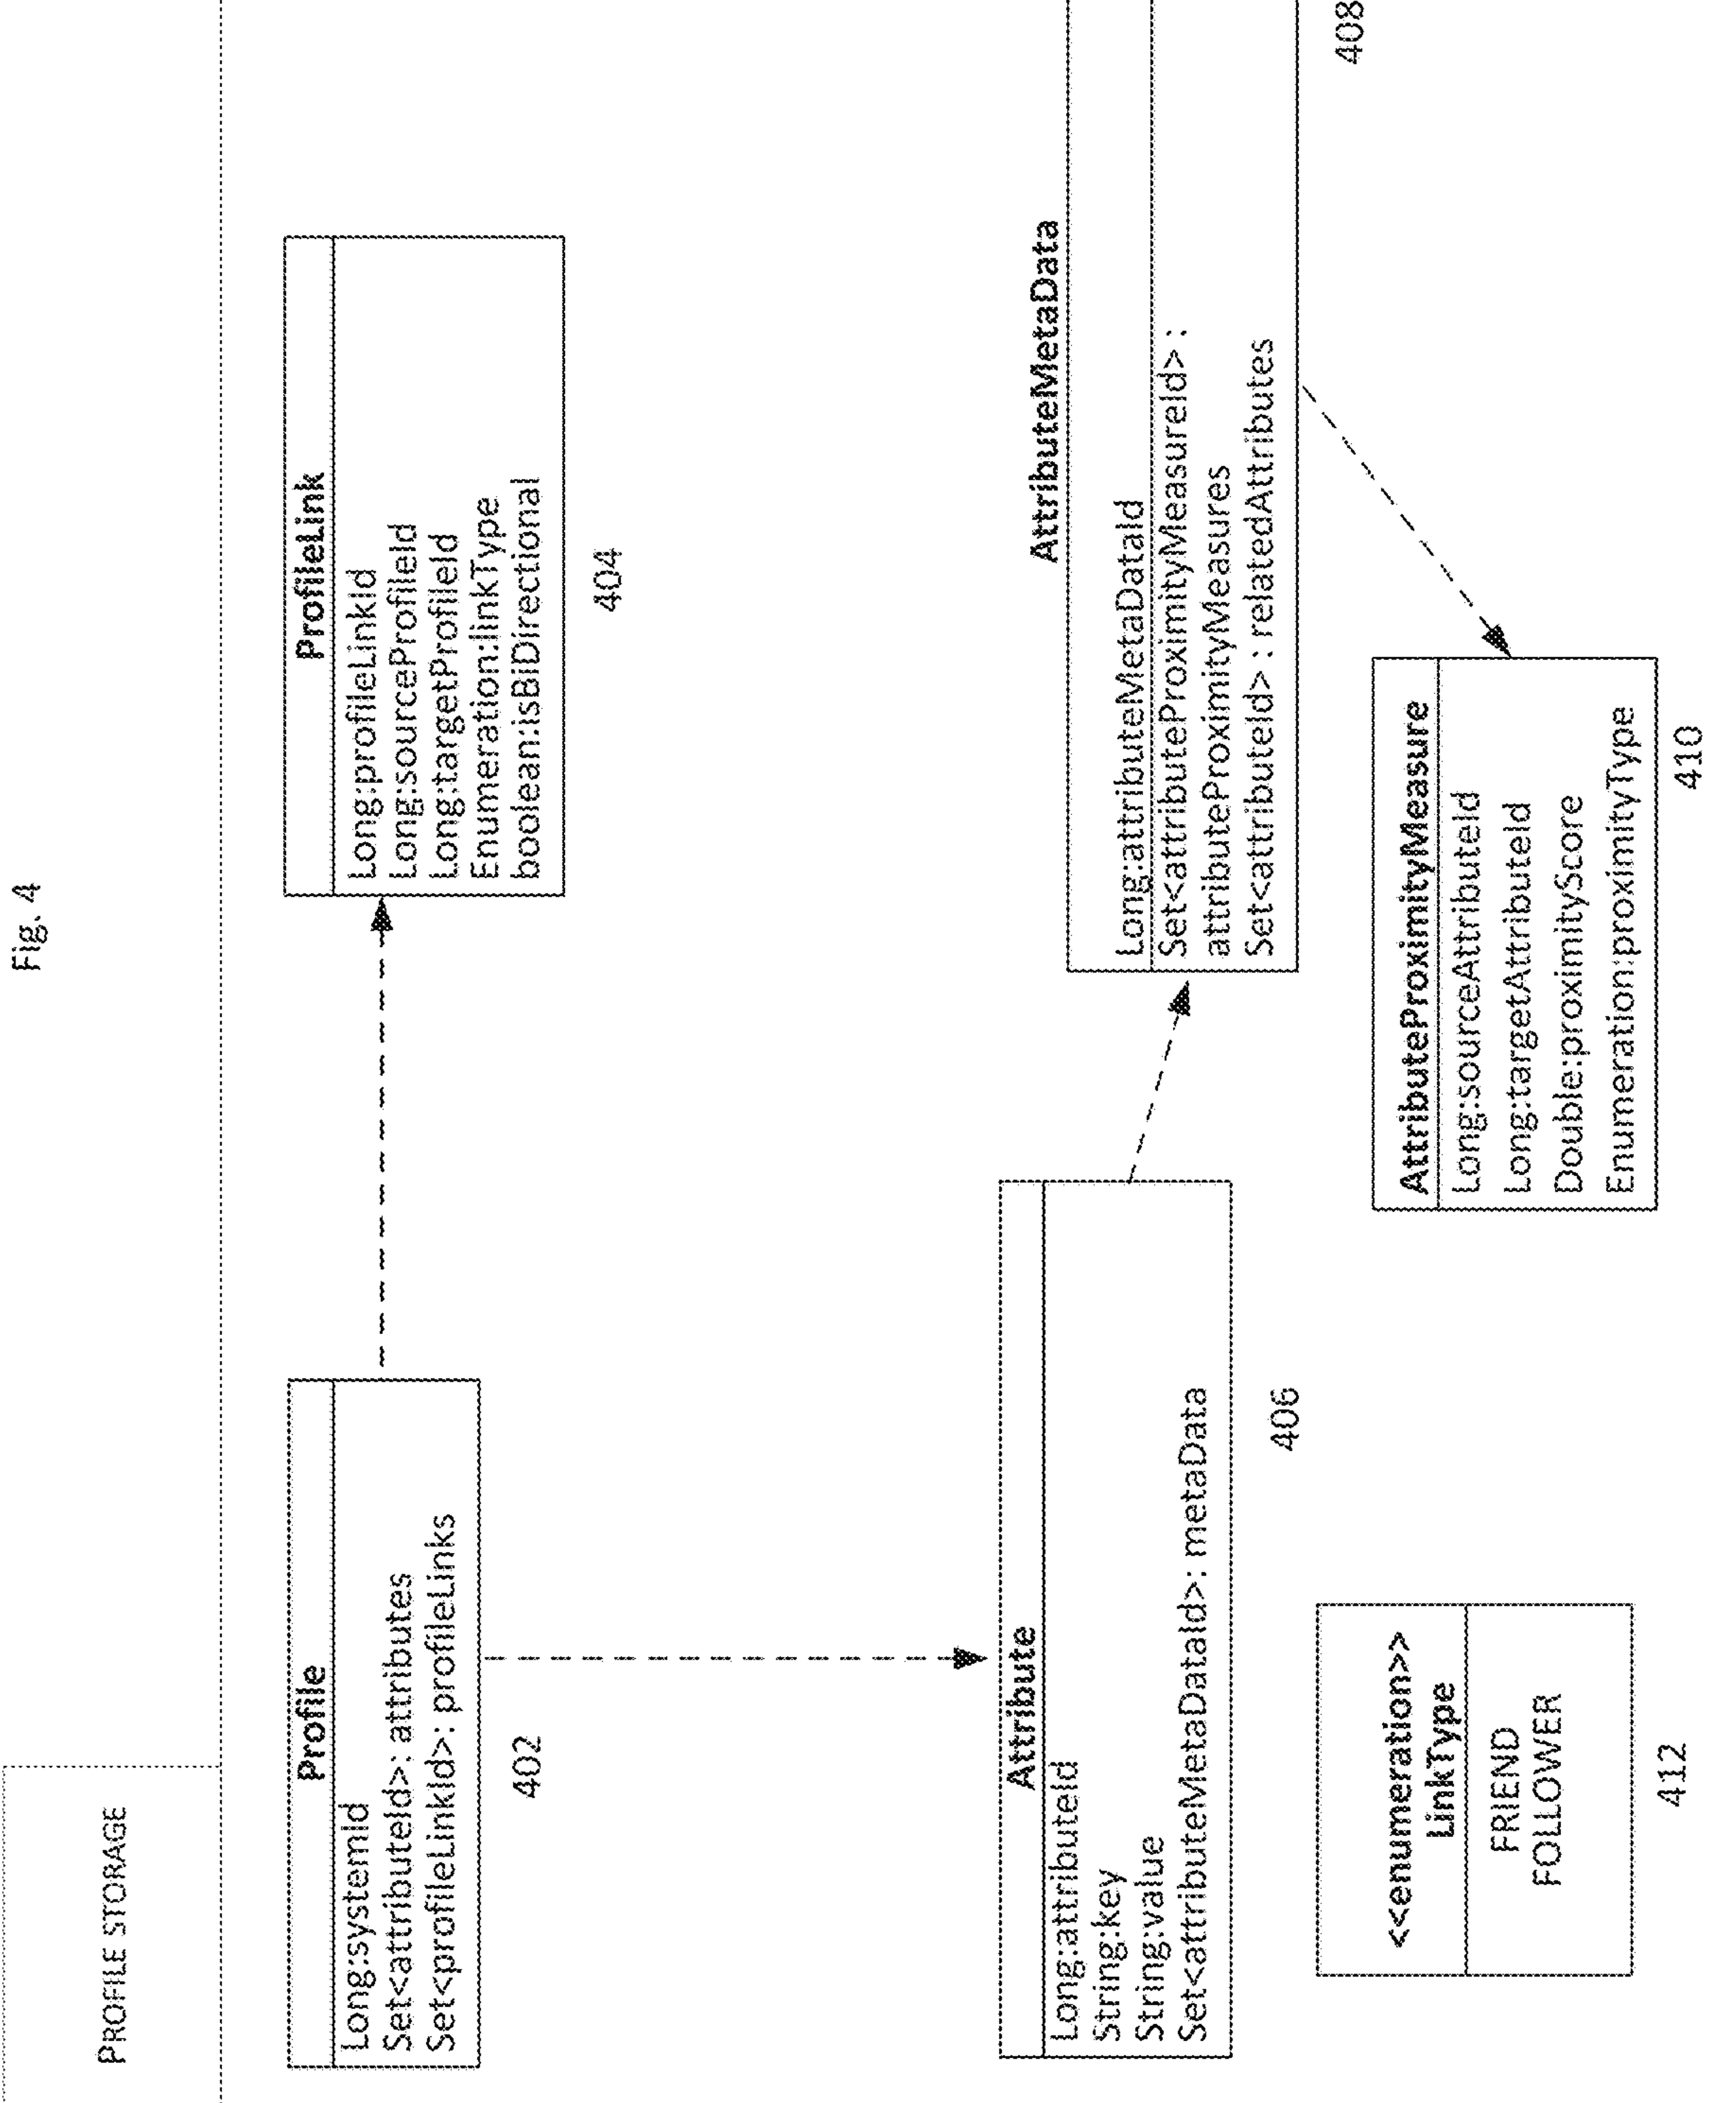 Fig. 4
PROFILE STORAGE
Profile
Long:systemId
Set<attributeId>: attributes
Set<profileLinkId>: profileLinks
402
ProfileLink
Long:profileLinkId
Long:sourceProfileId
Long:targetProfileId
Enumeration:linkType
boolean:isBiDirectional
404
Attribute
Long:attributeId
String:key
String:value
Set<attributeMetaDataId>: metaData
406
AttributeMetaData
Long:attributeMetaDataId
Set<attributeProximityMeasureId> :
attributeProximityMeasures
Set<attributeId> : relatedAttributes
408
<<enumeration>>
LinkType
FRIEND
FOLLOWER
412
AttributeProximityMeasure
Long:sourceAttributeId
Long:targetAttributeId
Double:proximityScore
Enumeration:proximityType
410